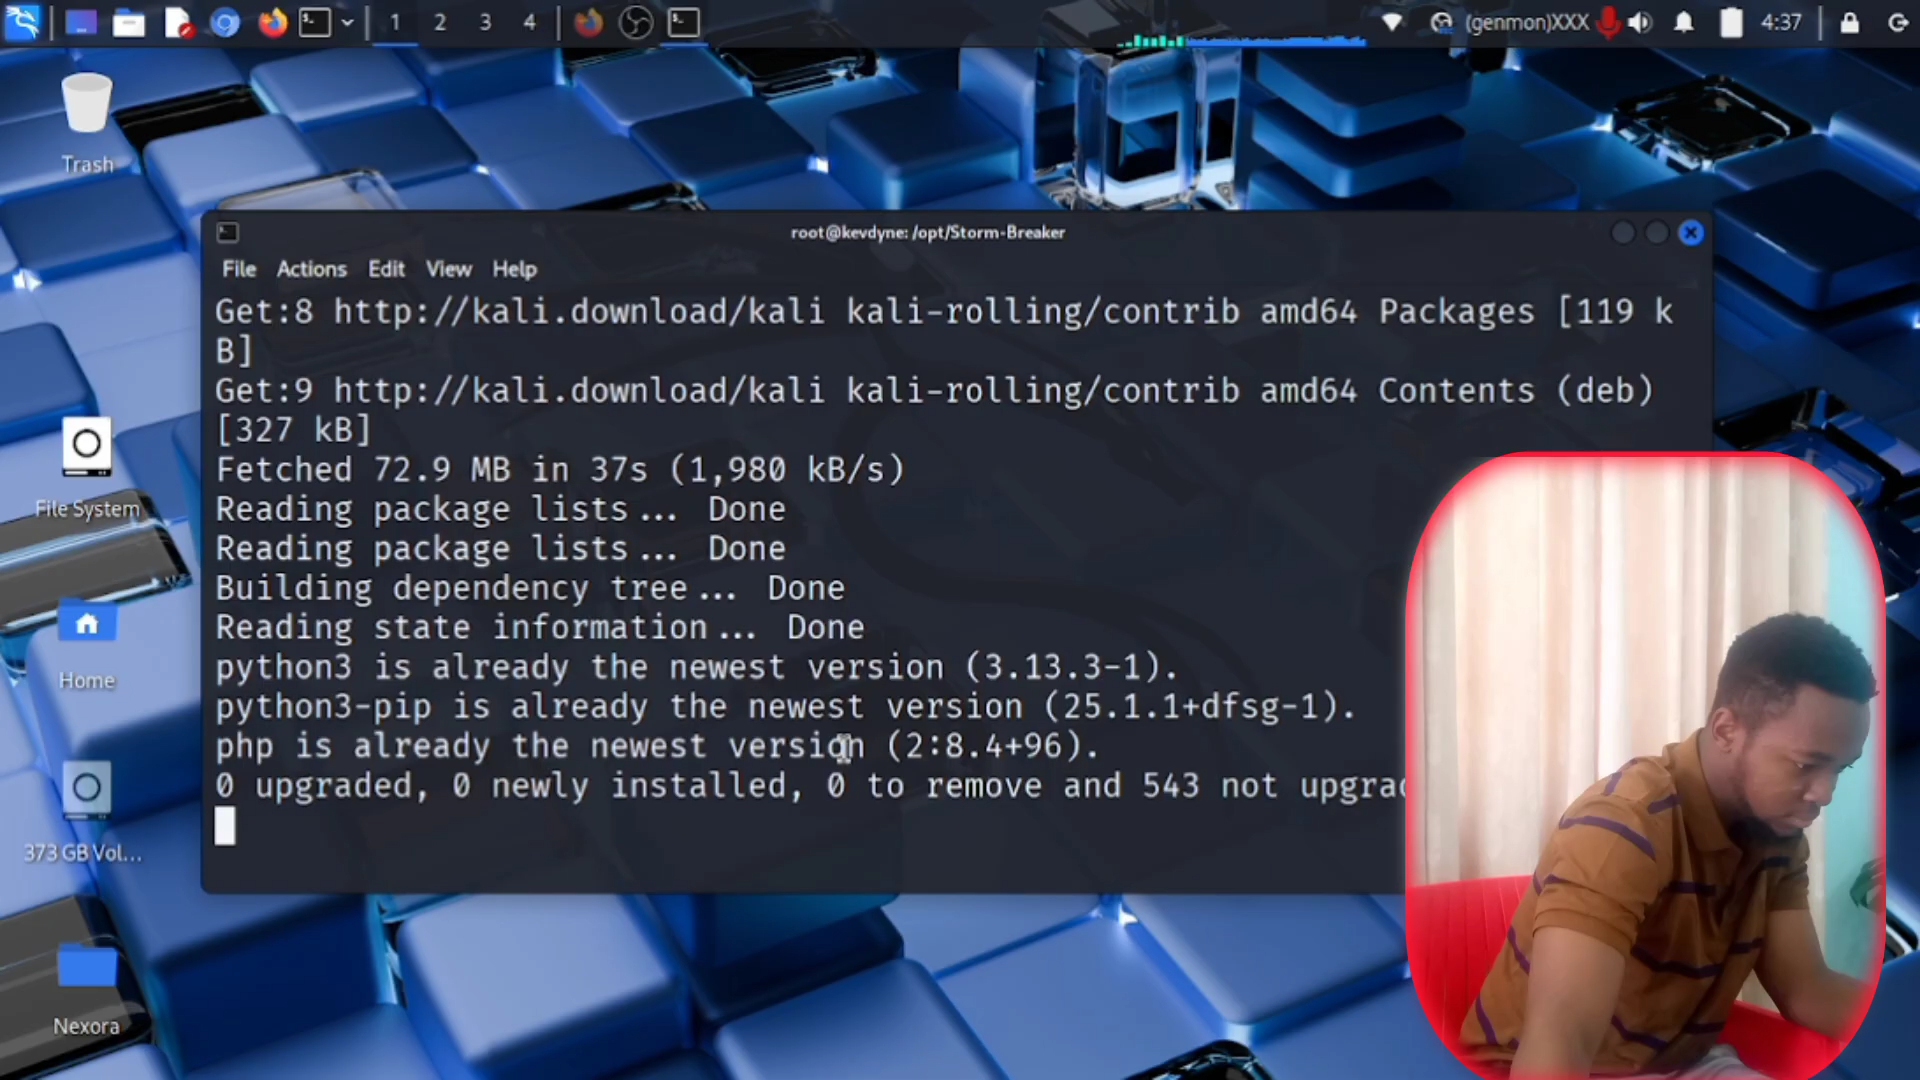 1 2 3 4
(genmon)XXX
4:37
Trash
File System
Home
373 GB Vol...
Nexora
root@kevdyne: /opt/Storm-Breaker
File Actions Edit View Help
Get:8 http://kali.download/kali kali-rolling/contrib amd64 Packages [119 k
B]
Get:9 http://kali.download/kali kali-rolling/contrib amd64 Contents (deb)
[327 kB]
Fetched 72.9 MB in 37s (1,980 kB/s)
Reading package lists... Done
Reading package lists... Done
Building dependency tree... Done
Reading state information... Done
python3 is already the newest version (3.13.3-1).
python3-pip is already the newest version (25.1.1+dfsg-1).
php is already the newest version (2:8.4+96).
0 upgraded, 0 newly installed, 0 to remove and 543 not upgrad